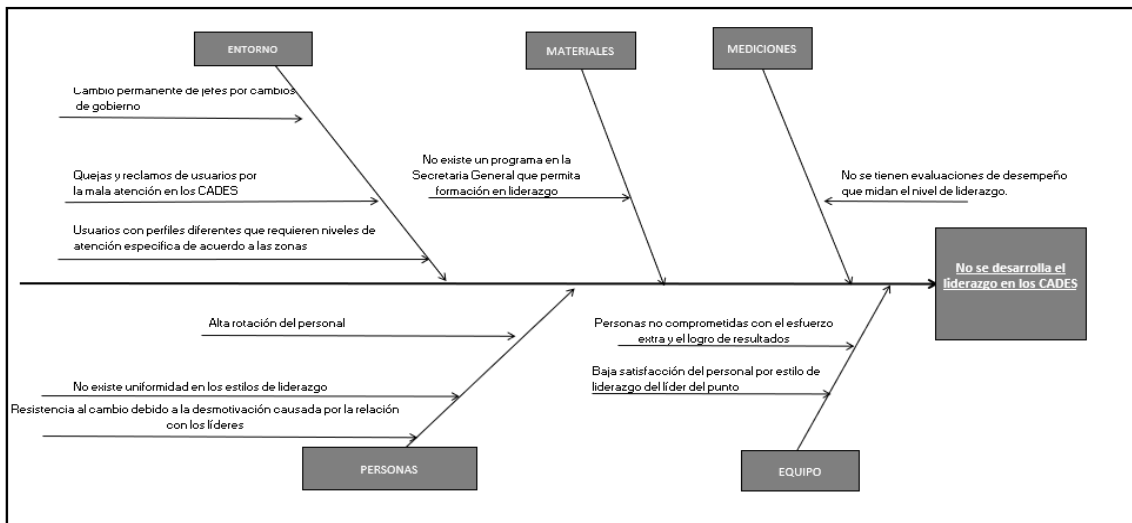 ENTORNO
MATERIALES
MEDICIONES
Cambio permanente de jefes por cambios
de gobierno
Quejas y reclamos de usuarios por
la mala atención en los CADES
Usuarios con perfiles diferentes que requieren niveles de
atención especifica de acuerdo a las zonas
No existe un programa en la
Secretaria General que permita
formación en liderazgo
No se tienen evaluaciones de desempeño
que midan el nivel de liderazgo.
No se desarrolla el
liderazgo en los CADES
Alta rotación del personal
No existe uniformidad en los estilos de liderazgo
Resistencia al cambio debido a la desmotivación causada por la relación
con los líderes
Personas no comprometidas con el esfuerzo
extra y el logro de resultados
Baja satisfacción del personal por estilo de
liderazgo del líder del punto
PERSONAS
EQUIPO